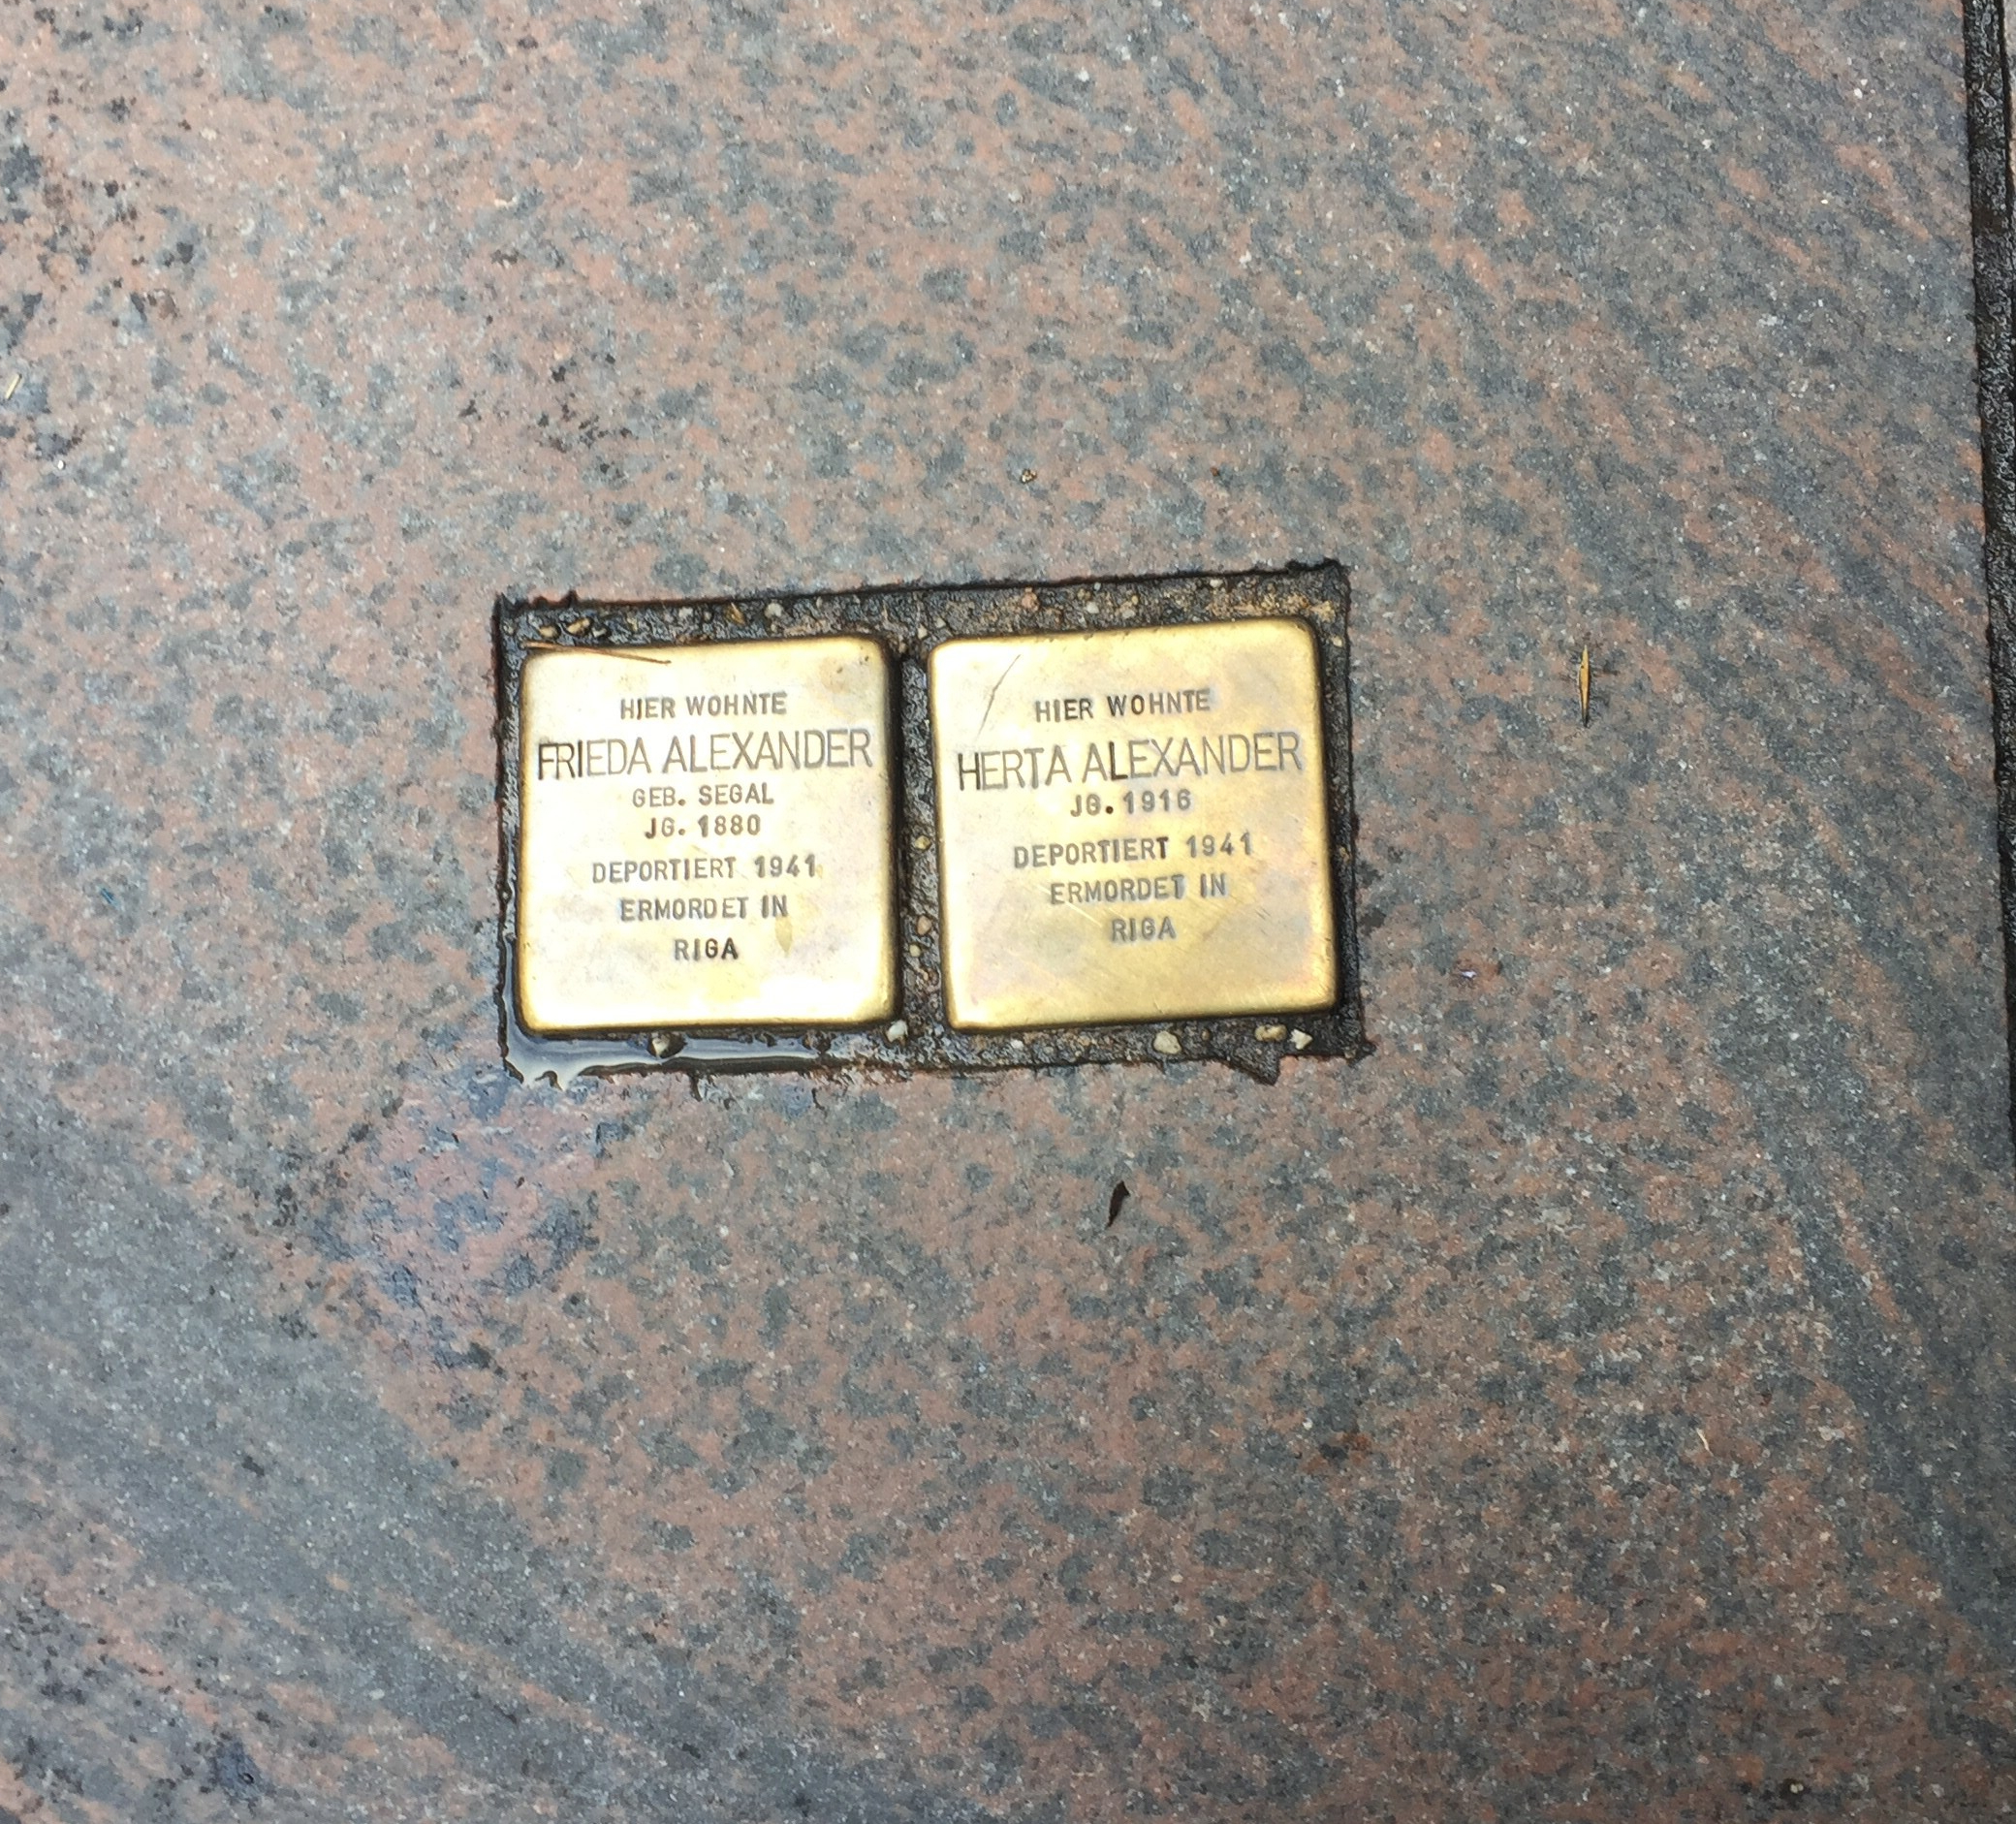 HIER WOHNTE
FRIEDA ALEXANDER
GEB. SEGAL
JG. 1880
DEPORTIERT 1941
ERMORDET IN
RIGA
HIER WOHNTE
HERTA ALEXANDER
JG. 1916
DEPORTIERT 1941
ERMORDET IN
RIGA